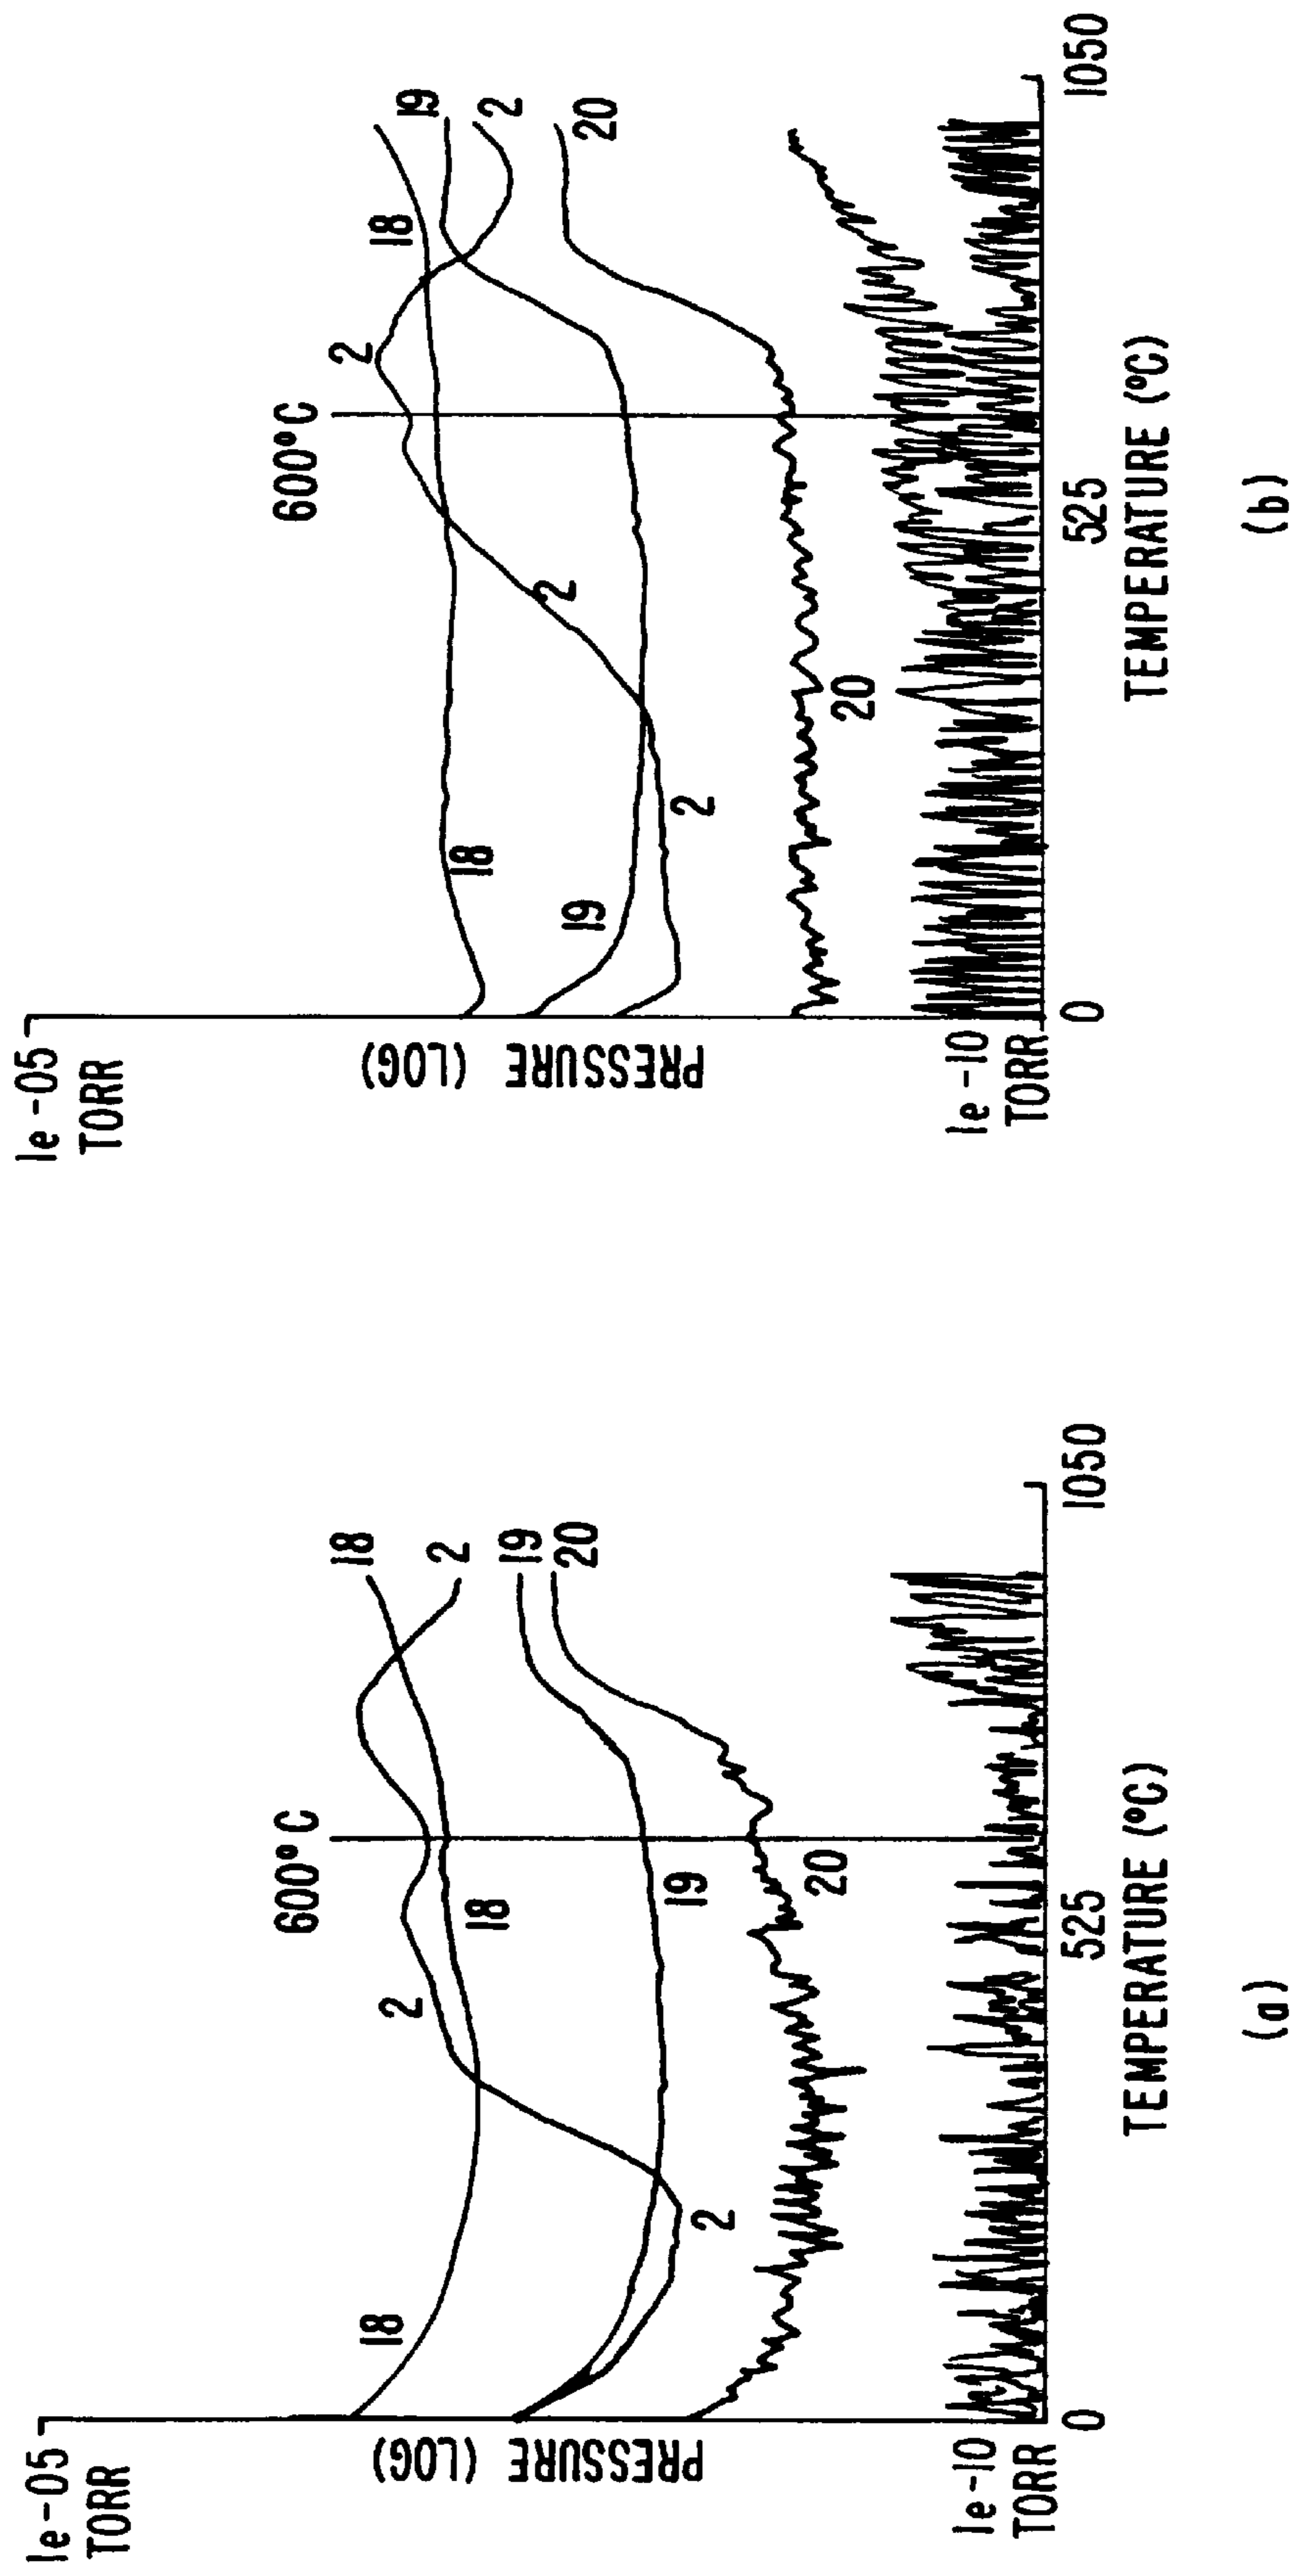 1e-05
TORR
PRESSURE (LOG)
1e-10
TORR
600°C
18
2
18
2
19
20
18
2
19
20
0
525
1050
TEMPERATURE (°C)
(a)
1e-05
TORR
PRESSURE (LOG)
1e-10
TORR
600°C
2
18
19
2
20
18
19
2
2
20
0
525
1050
TEMPERATURE (°C)
(b)